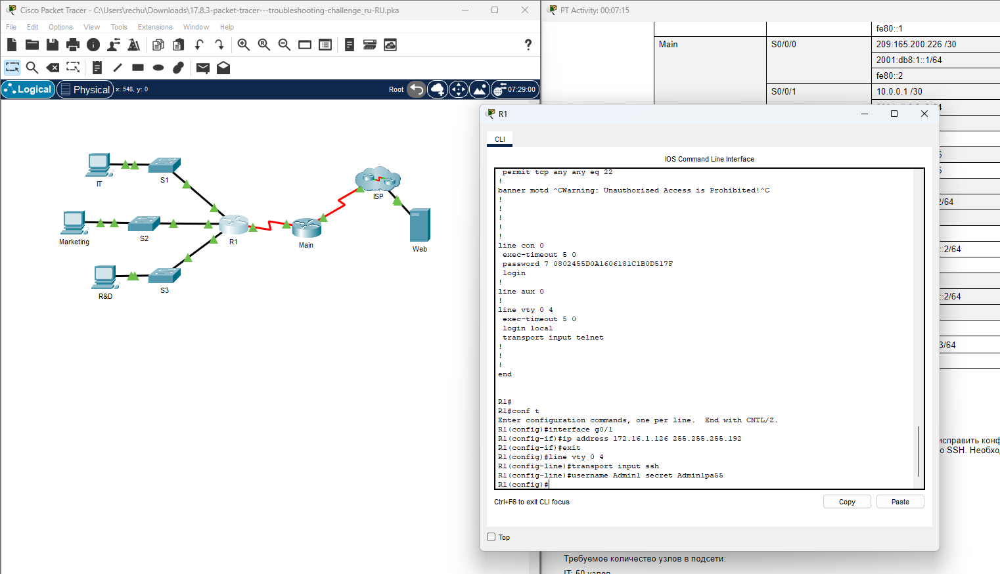 Cisco Packet Tracer - C:\Users\rechu\Downloads\17.8.3-packet-tracer---troubleshooting-challenge_ru-RU.pka
File Edit Options View Tools Extensions Window Help
?
Logical
Physical
x: 548, y: 0
Root
07:29:00
IT
S1
Marketing
S2
R1
Main
ISP
Web
R&D
S3
PT Activity: 00:07:15
fe80::1
Main
S0/0/0
209.165.200.226 /30
2001:db8:1::1/64
fe80::2
S0/0/1
10.0.0.1 /30
R1
CLI
IOS Command Line Interface
permit tcp any any eq 22
!
banner motd ^CWarning: Unauthorized Access is Prohibited!^C
!
!
!
!
!
line con 0
exec-timeout 5 0
password 7 0802455D0A1606181C1B0D517F
login
!
line aux 0
!
line vty 0 4
exec-timeout 5 0
login local
transport input telnet
!
!
!
end
R1#
R1#conf t
Enter configuration commands, one per line.  End with CNTL/Z.
R1(config)#interface g0/1
R1(config-if)#ip address 172.16.1.126 255.255.255.192
R1(config-if)#exit
R1(config)#line vty 0 4
R1(config-line)#transport input ssh
R1(config-line)#username Admin1 secret Admin1pa55
R1(config)#
Ctrl+F6 to exit CLI focus
Copy
Paste
Top
2/64
::2/64
::2/64
3/64
исправить конф
о SSH. Необхо
Требуемое количество узлов в подсети:
IT: 50 узлов